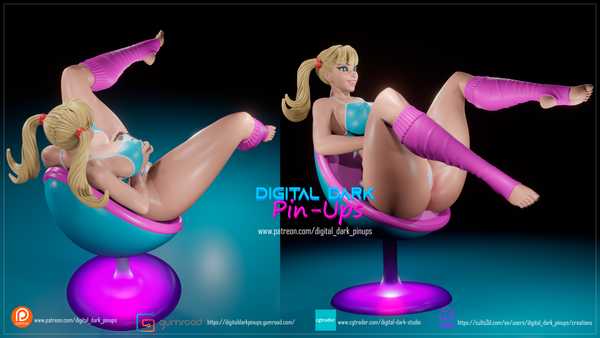 DIGITAL DARK
Pin-Ups
www.patreon.com/digital_dark_pinups
www.patreon.com/digital_dark_pinups
gumroad
https://digitaldarkpinups.gumroad.com/
cgtrader
www.cgtrader.com/digital-dark-studio
https://cults3d.com/en/users/digital_dark_pinups/creations